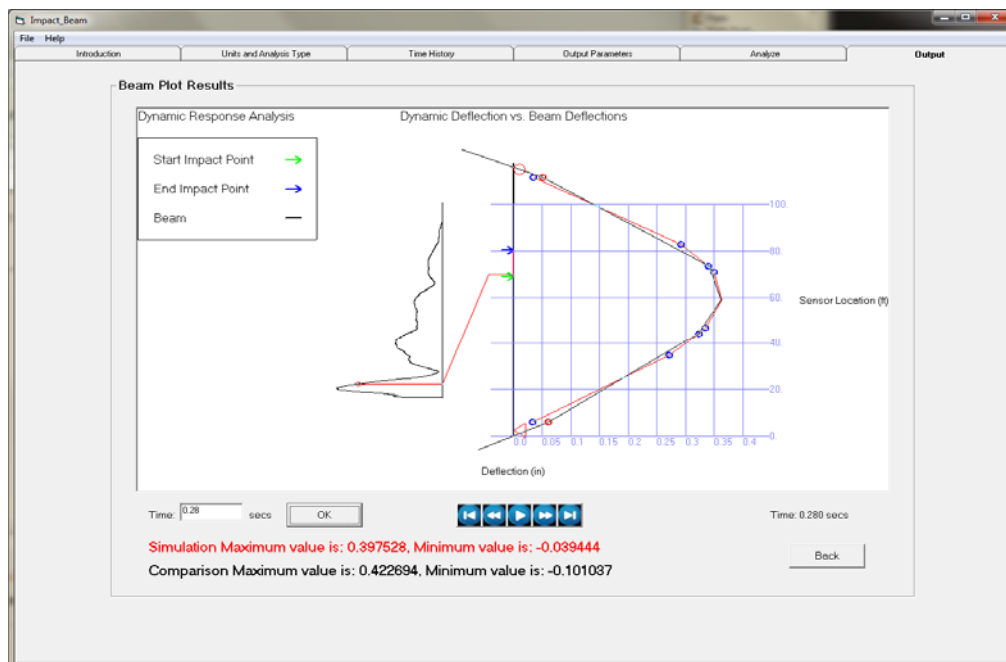 Impact_Beam
File Help
Introduction Units and Analysis Type Time History Output Parameters Analyze Output
Beam Plot Results
Dynamic Response Analysis Dynamic Deflection vs. Beam Deflections
Start Impact Point
End Impact Point
Beam
100.
80.
60.
Sensor Location (ft)
40.
20.
0.
0.0 0.05 0.1 0.15 0.2 0.25 0.3 0.35 0.4
Deflection (in)
Time: 0.28 secs OK Time: 0.280 secs
Simulation Maximum value is: 0.397528, Minimum value is: -0.039444
Comparison Maximum value is: 0.422694, Minimum value is: -0.101037
Back